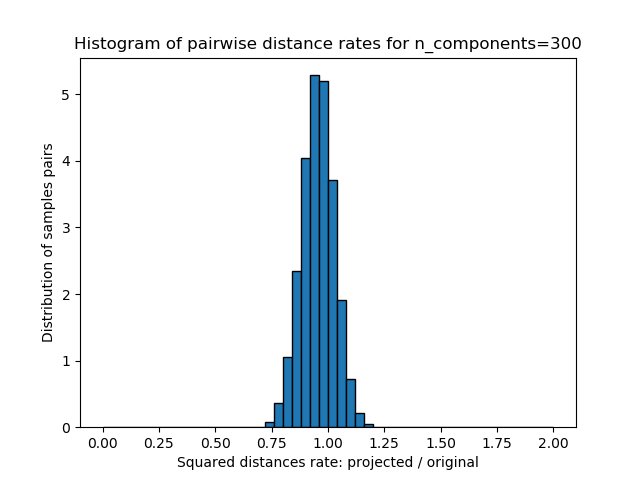 Histogram of pairwise distance rates for n_components=300
5
4
3
2
1
0
Distribution of samples pairs
0.00 0.25 0.50 0.75 1.00 1.25 1.50 1.75 2.00
Squared distances rate: projected / original